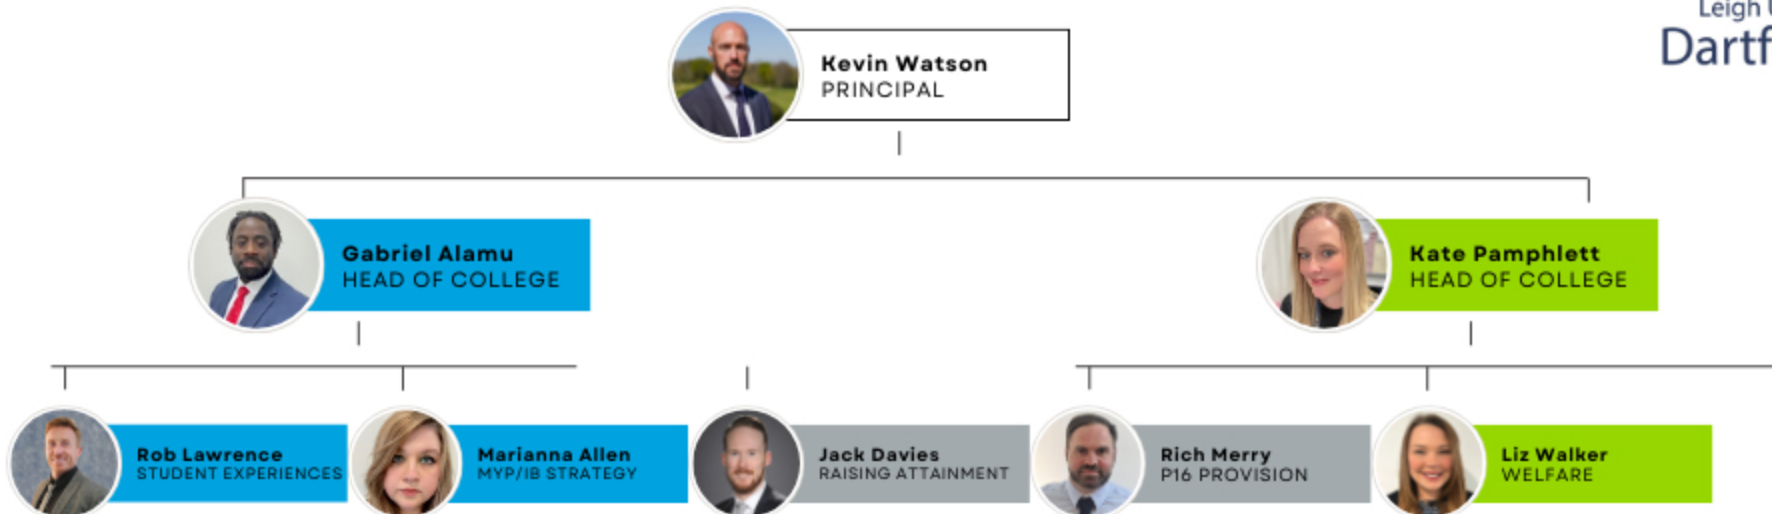 Leigh
Kevin Watson
PRINCIPAL
Gabriel Alamu
HEAD OF COLLEGE
Kate Pamphlett
HEAD OF COLLEGE
Rob Lawrence
STUDENT EXPERIENCES
Marianna Allen
MYP/IB STRATEGY
Jack Davies
RAISING ATTAINMENT
Rich Merry
P16 PROVISION
Liz Walker
WELFARE